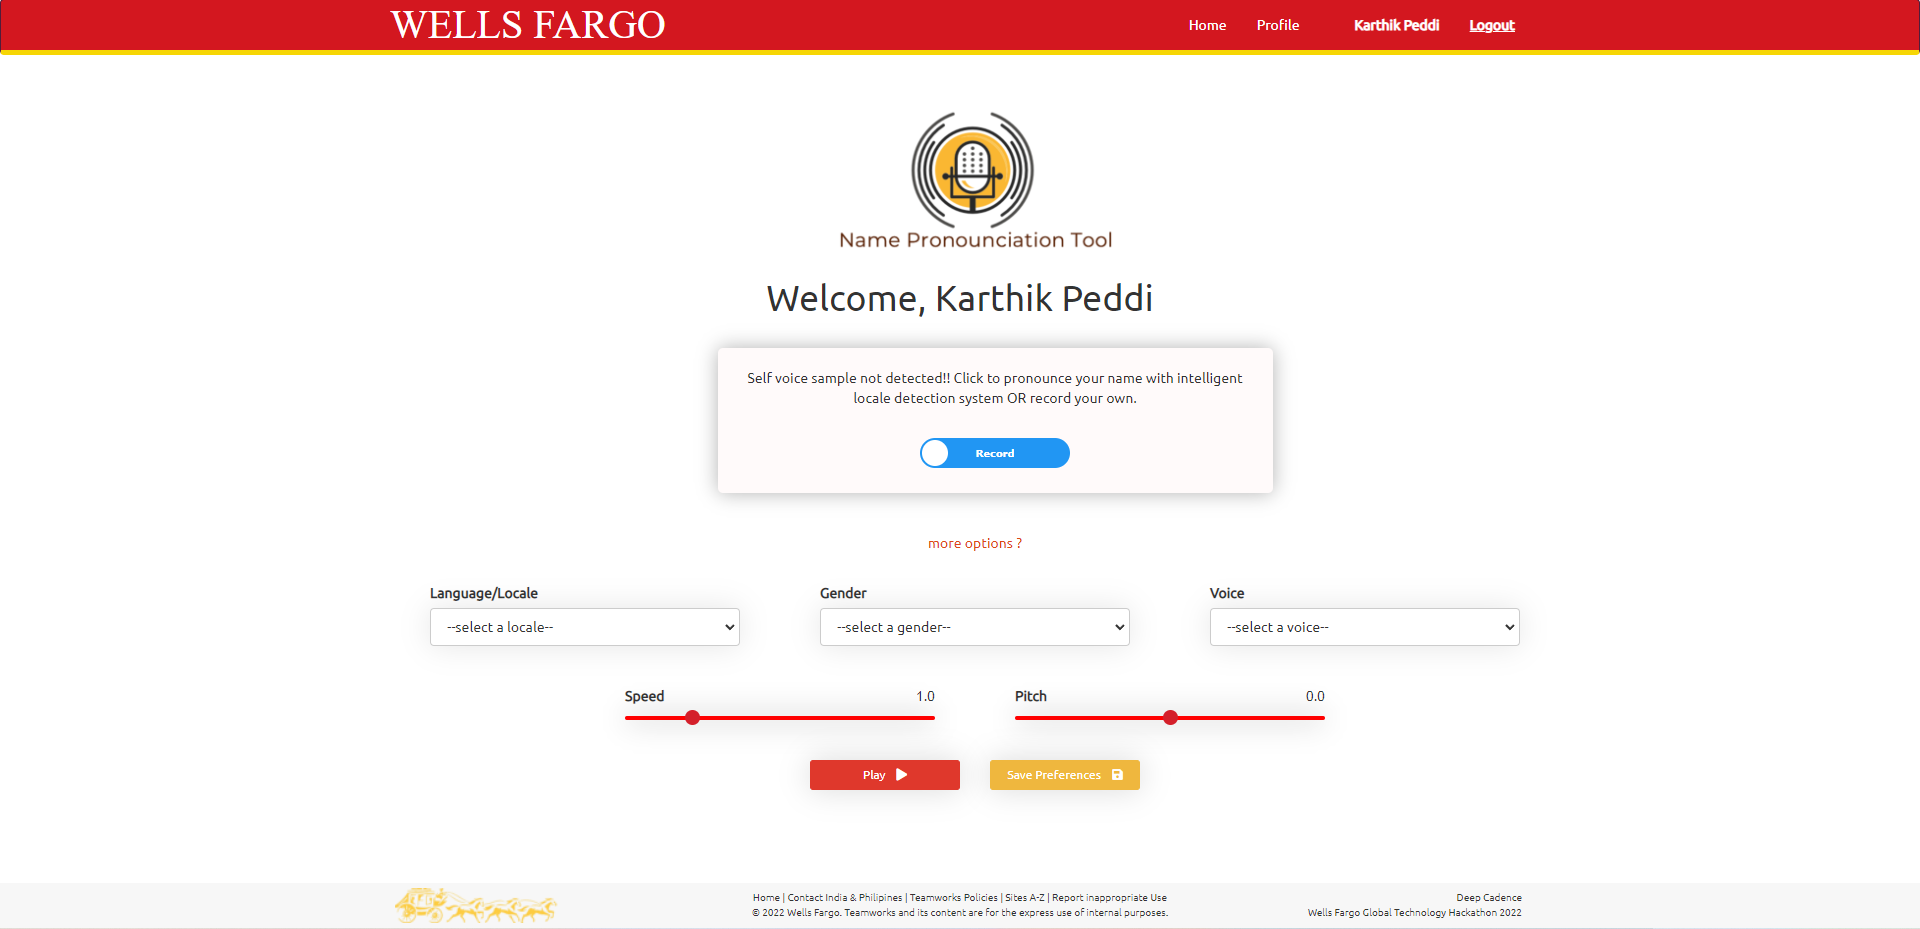 WELLS FARGO
Home Profile Karthik Peddi Logout
Name Pronounciation Tool
Welcome, Karthik Peddi
Self voice sample not detected!! Click to pronounce your name with intelligent
locale detection system OR record your own.
Record
more options ?
Language/Locale Gender Voice
--select a locale-- --select a gender-- --select a voice--
Speed 1.0 Pitch 0.0
Play Save Preferences
Home | Contact India & Philipines | Teamworks Policies | Sites A-Z | Report inappropriate Use
© 2022 Wells Fargo. Teamworks and its content are for the express use of internal purposes.
Deep Cadence
Wells Fargo Global Technology Hackathon 2022